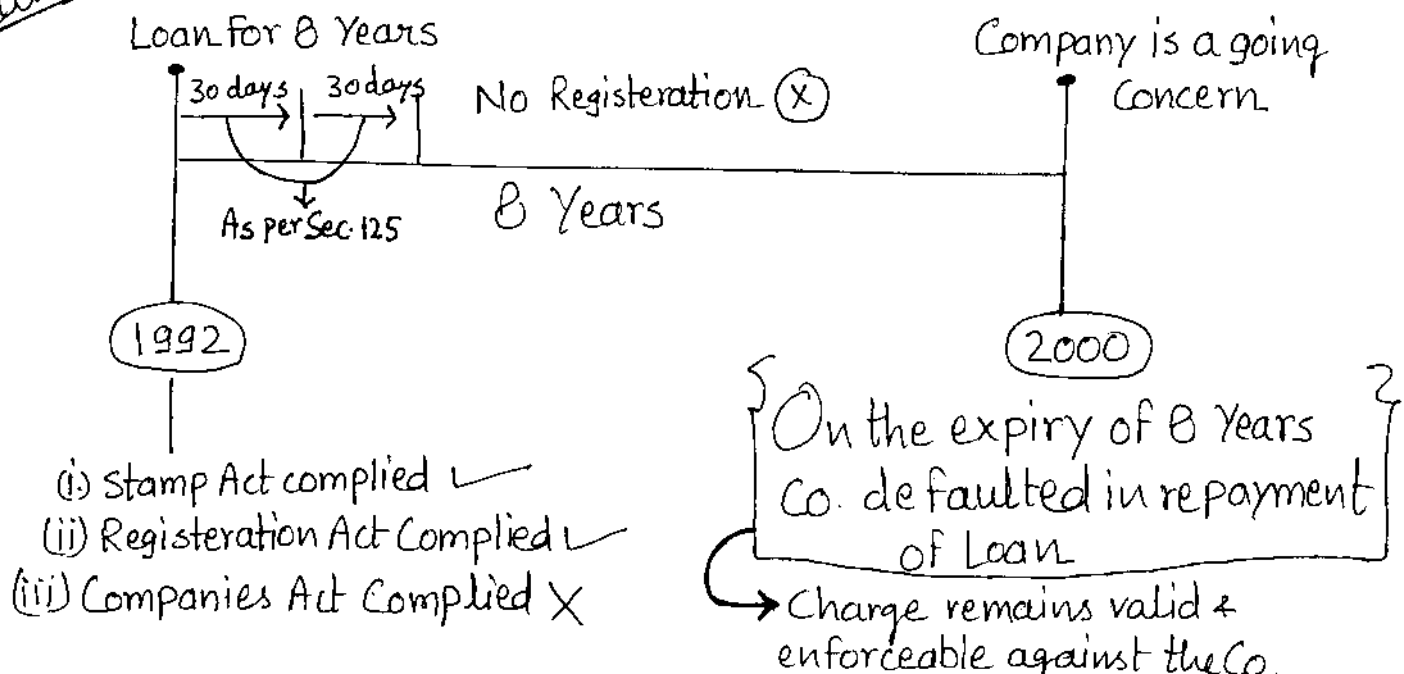 Loan for 8 Years
Company is a going
Concern
30 days 30 days
No Registeration X
As per Sec. 125
8 Years
1992
2000
(i) Stamp Act complied ✓
(ii) Registeration Act Complied ✓
(iii) Companies Act Complied X
On the expiry of 8 Years
Co. defaulted in repayment
of Loan
Charge remains valid &
enforceable against the Co.